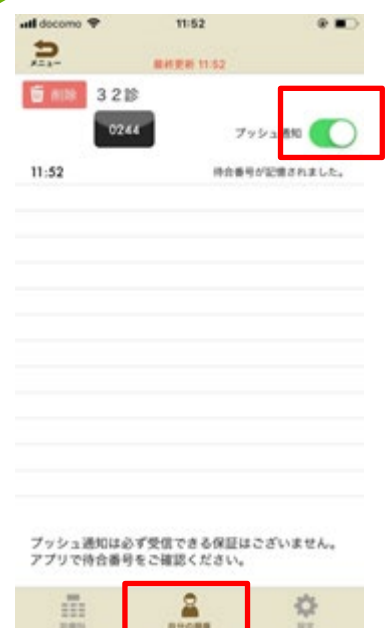 docomo 11:52
メニュー
最終更新 11:52
削除 32診
0244 プッシュ通知
11:52 待合番号が記憶されました。
プッシュ通知は必ず受信できる保証はございません。
アプリで待合番号をご確認ください。
設定